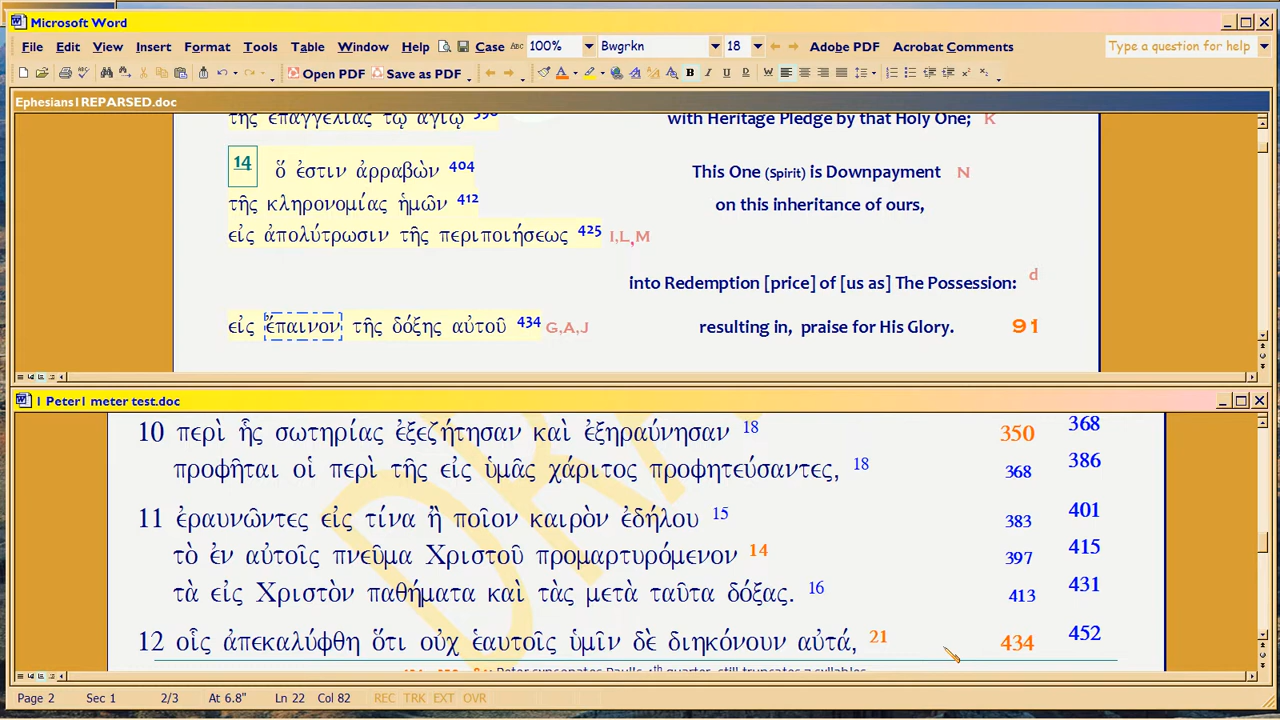 Microsoft Word
File Edit View Insert Format Tools Table Window Help Case 100% Bwgrkn 18 Adobe PDF Acrobat Comments Type a question for help
Open PDF Save as PDF
Ephesians1REPARSED.doc
τῆς ἐπαγγελίας τῷ ἁγίῳ with Heritage Pledge by that Holy One; K
14 ὅ ἐστιν ἀρραβὼν 404 This One (Spirit) is Downpayment N
τῆς κληρονομίας ἡμῶν 412 on this inheritance of ours,
εἰς ἀπολύτρωσιν τῆς περιποιήσεως 425 I,L,M
into Redemption [price] of [us as] The Possession: d
εἰς ἔπαινον τῆς δόξης αὐτοῦ 434 G,A,J resulting in, praise for His Glory. 91
1 Peter1 meter test.doc
10 περὶ ἧς σωτηρίας ἐξεζήτησαν καὶ ἐξηραύνησαν 18 350 368
προφῆται οἱ περὶ τῆς εἰς ὑμᾶς χάριτος προφητεύσαντες, 18 368 386
11 ἐραυνῶντες εἰς τίνα ἢ ποῖον καιρὸν ἐδήλου 15 383 401
τὸ ἐν αὐτοῖς πνεῦμα Χριστοῦ προμαρτυρόμενον 14 397 415
τὰ εἰς Χριστὸν παθήματα καὶ τὰς μετὰ ταῦτα δόξας. 16 413 431
12 οἷς ἀπεκαλύφθη ὅτι οὐχ ἑαυτοῖς ὑμῖν δὲ διηκόνουν αὐτά, 21 434 452
Page 2 Sec 1 2/3 At 6.8" Ln 22 Col 82 REC TRK EXT OVR